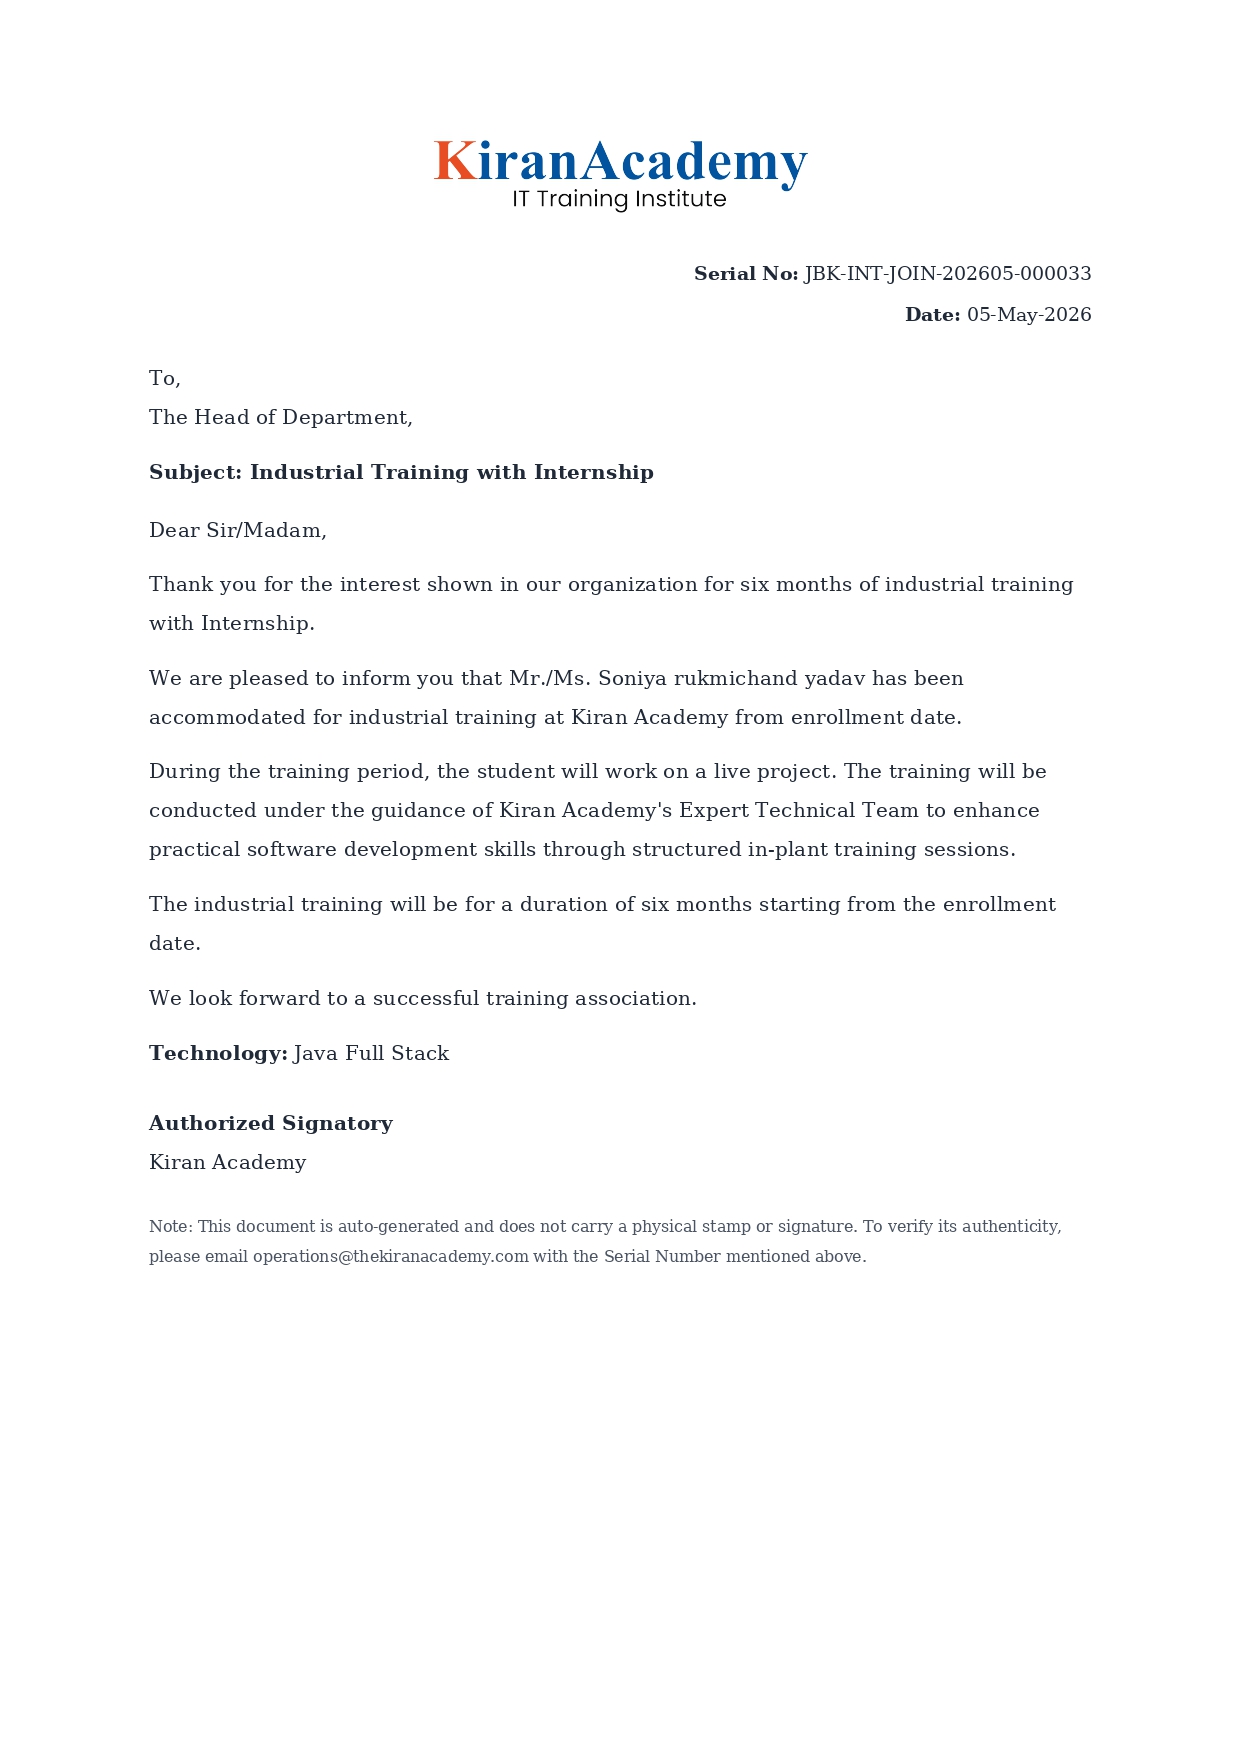 KiranAcademy
IT Training Institute
Serial No: JBK-INT-JOIN-202605-000033
Date: 05-May-2026
To,
The Head of Department,
Subject: Industrial Training with Internship
Dear Sir/Madam,
Thank you for the interest shown in our organization for six months of industrial training
with Internship.
We are pleased to inform you that Mr./Ms. Soniya rukmichand yadav has been
accommodated for industrial training at Kiran Academy from enrollment date.
During the training period, the student will work on a live project. The training will be
conducted under the guidance of Kiran Academy's Expert Technical Team to enhance
practical software development skills through structured in-plant training sessions.
The industrial training will be for a duration of six months starting from the enrollment
date.
We look forward to a successful training association.
Technology: Java Full Stack
Authorized Signatory
Kiran Academy
Note: This document is auto-generated and does not carry a physical stamp or signature. To verify its authenticity,
please email operations@thekiranacademy.com with the Serial Number mentioned above.